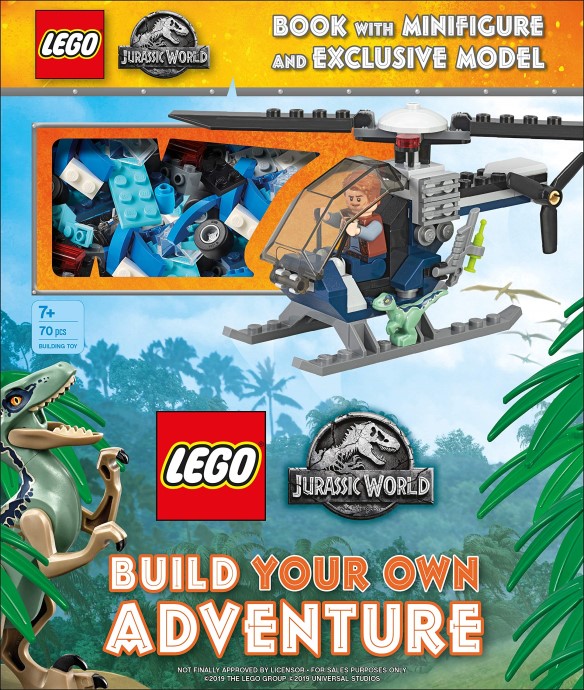 LEGO
JURASSIC WORLD
BOOK WITH MINIFIGURE
AND EXCLUSIVE MODEL
7+
70 pcs
BUILDING TOY
LEGO
JURASSIC WORLD
BUILD YOUR OWN
ADVENTURE
NOT FINALLY APPROVED BY LICENSOR - FOR SALES PURPOSES ONLY
©2019 THE LEGO GROUP ©2019 UNIVERSAL STUDIOS